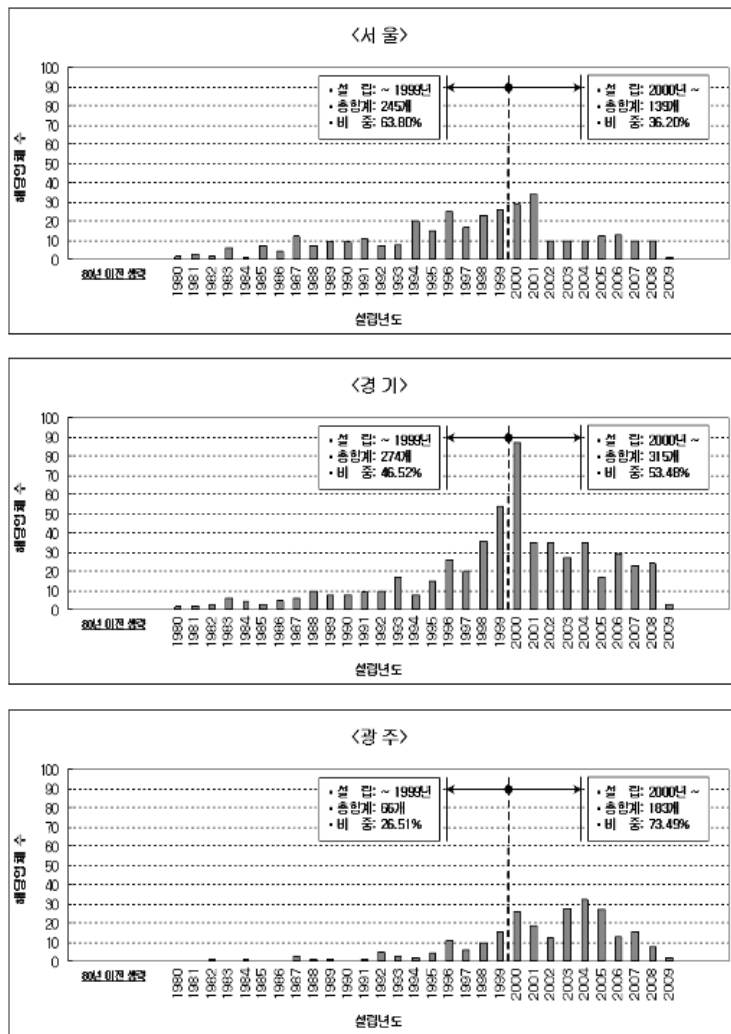 <서 울>
100
90
80
70
60
50
40
30
20
10
0
해당업체 수
• 설 립: ~ 1999년
• 총합계: 245개
• 비 중: 63.80%
• 설 립: 2000년 ~
• 총합계: 139개
• 비 중: 36.20%
80년 이전 생략
1980 1981 1982 1983 1984 1985 1986 1987 1988 1989 1990 1991 1992 1993 1994 1995 1996 1997 1998 1999 2000 2001 2002 2003 2004 2005 2006 2007 2008 2009
설립년도
<경 기>
100
90
80
70
60
50
40
30
20
10
0
해당업체 수
• 설 립: ~ 1999년
• 총합계: 274개
• 비 중: 46.52%
• 설 립: 2000년 ~
• 총합계: 315개
• 비 중: 53.48%
80년 이전 생략
1980 1981 1982 1983 1984 1985 1986 1987 1988 1989 1990 1991 1992 1993 1994 1995 1996 1997 1998 1999 2000 2001 2002 2003 2004 2005 2006 2007 2008 2009
설립년도
<광 주>
100
90
80
70
60
50
40
30
20
10
0
해당업체 수
• 설 립: ~ 1999년
• 총합계: 66개
• 비 중: 26.51%
• 설 립: 2000년 ~
• 총합계: 183개
• 비 중: 73.49%
80년 이전 생략
1980 1981 1982 1983 1984 1985 1986 1987 1988 1989 1990 1991 1992 1993 1994 1995 1996 1997 1998 1999 2000 2001 2002 2003 2004 2005 2006 2007 2008 2009
설립년도